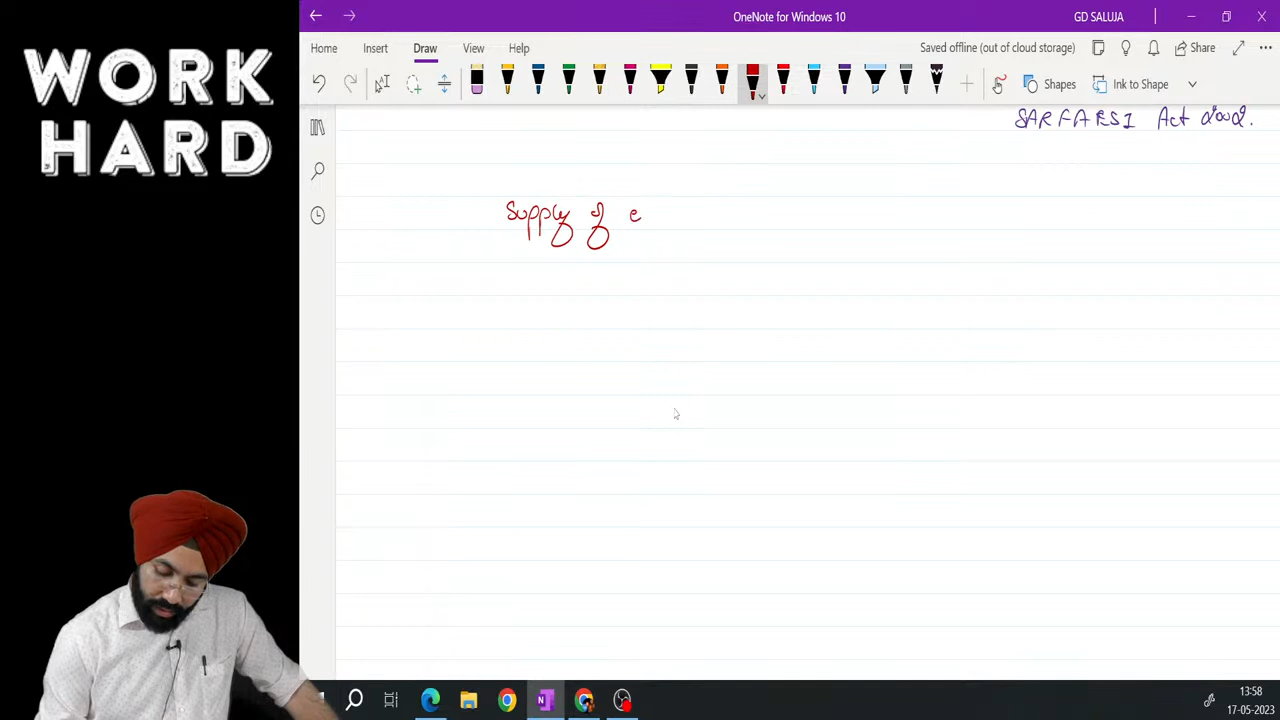 WORK
HARD
OneNote for Windows 10
GD SALUJA
Home Insert Draw View Help
Saved offline (out of cloud storage)
Share
Shapes
Ink to Shape
SARFARSI Act 2002.
Supply of e
13:58
17-05-2023